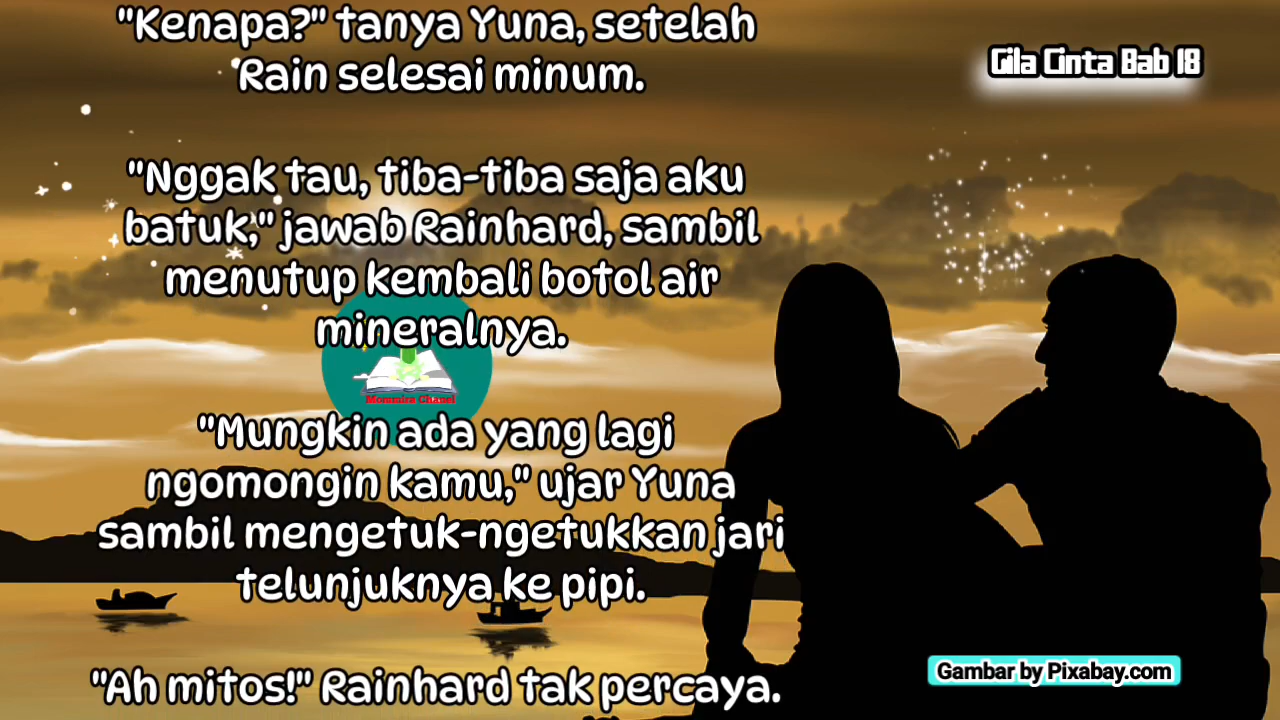 "Kenapa?" tanya Yuna, setelah
Rain selesai minum.
Gila Cinta Bab 18
"Nggak tau, tiba-tiba saja aku
batuk," jawab Rainhard, sambil
menutup kembali botol air
mineralnya.
Mommira Chanel
"Mungkin ada yang lagi
ngomongin kamu," ujar Yuna
sambil mengetuk-ngetukkan jari
telunjuknya ke pipi.
"Ah mitos!" Rainhard tak percaya.
Gambar by Pixabay.com